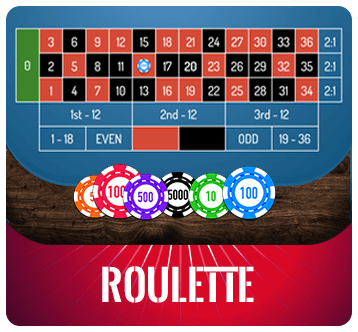 3 6 9 12 15 18 21 24 27 30 33 36 2:1
0
2 5 8 11 17 20 23 26 29 32 35 2:1
1 4 7 10 13 16 19 22 25 28 31 34 2:1
1st - 12 2nd - 12 3rd - 12
1 - 18 EVEN ODD 19 - 36
100 500 5000 10 100
ROULETTE